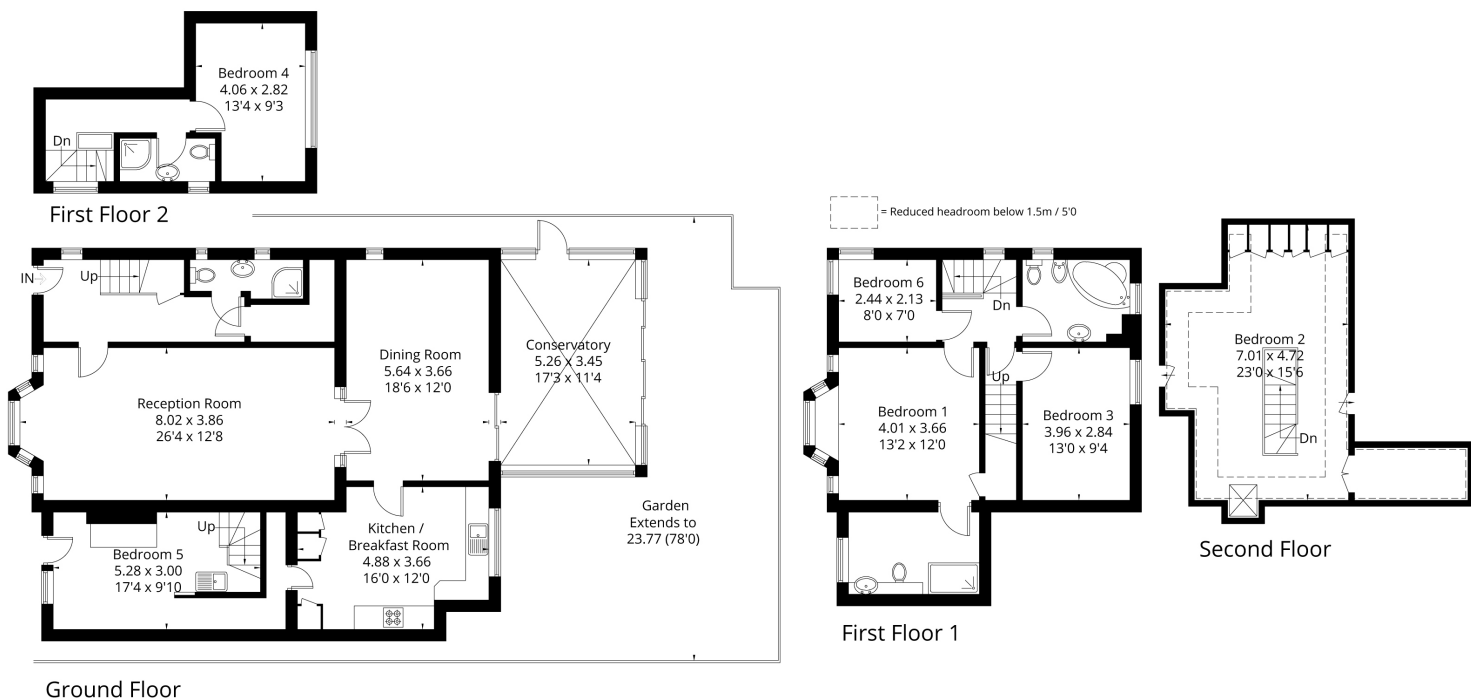 Bedroom 4
4.06 x 2.82
13'4 x 9'3
Dn
First Floor 2
= Reduced headroom below 1.5m / 5'0
IN
Up
Reception Room
8.02 x 3.86
26'4 x 12'8
Dining Room
5.64 x 3.66
18'6 x 12'0
Conservatory
5.26 x 3.45
17'3 x 11'4
Bedroom 5
5.28 x 3.00
17'4 x 9'10
Up
Kitchen /
Breakfast Room
4.88 x 3.66
16'0 x 12'0
Garden
Extends to
23.77 (78'0)
Ground Floor
Bedroom 6
2.44 x 2.13
8'0 x 7'0
Dn
Up
Bedroom 1
4.01 x 3.66
13'2 x 12'0
Bedroom 3
3.96 x 2.84
13'0 x 9'4
First Floor 1
Bedroom 2
7.01 x 4.72
23'0 x 15'6
Dn
Second Floor